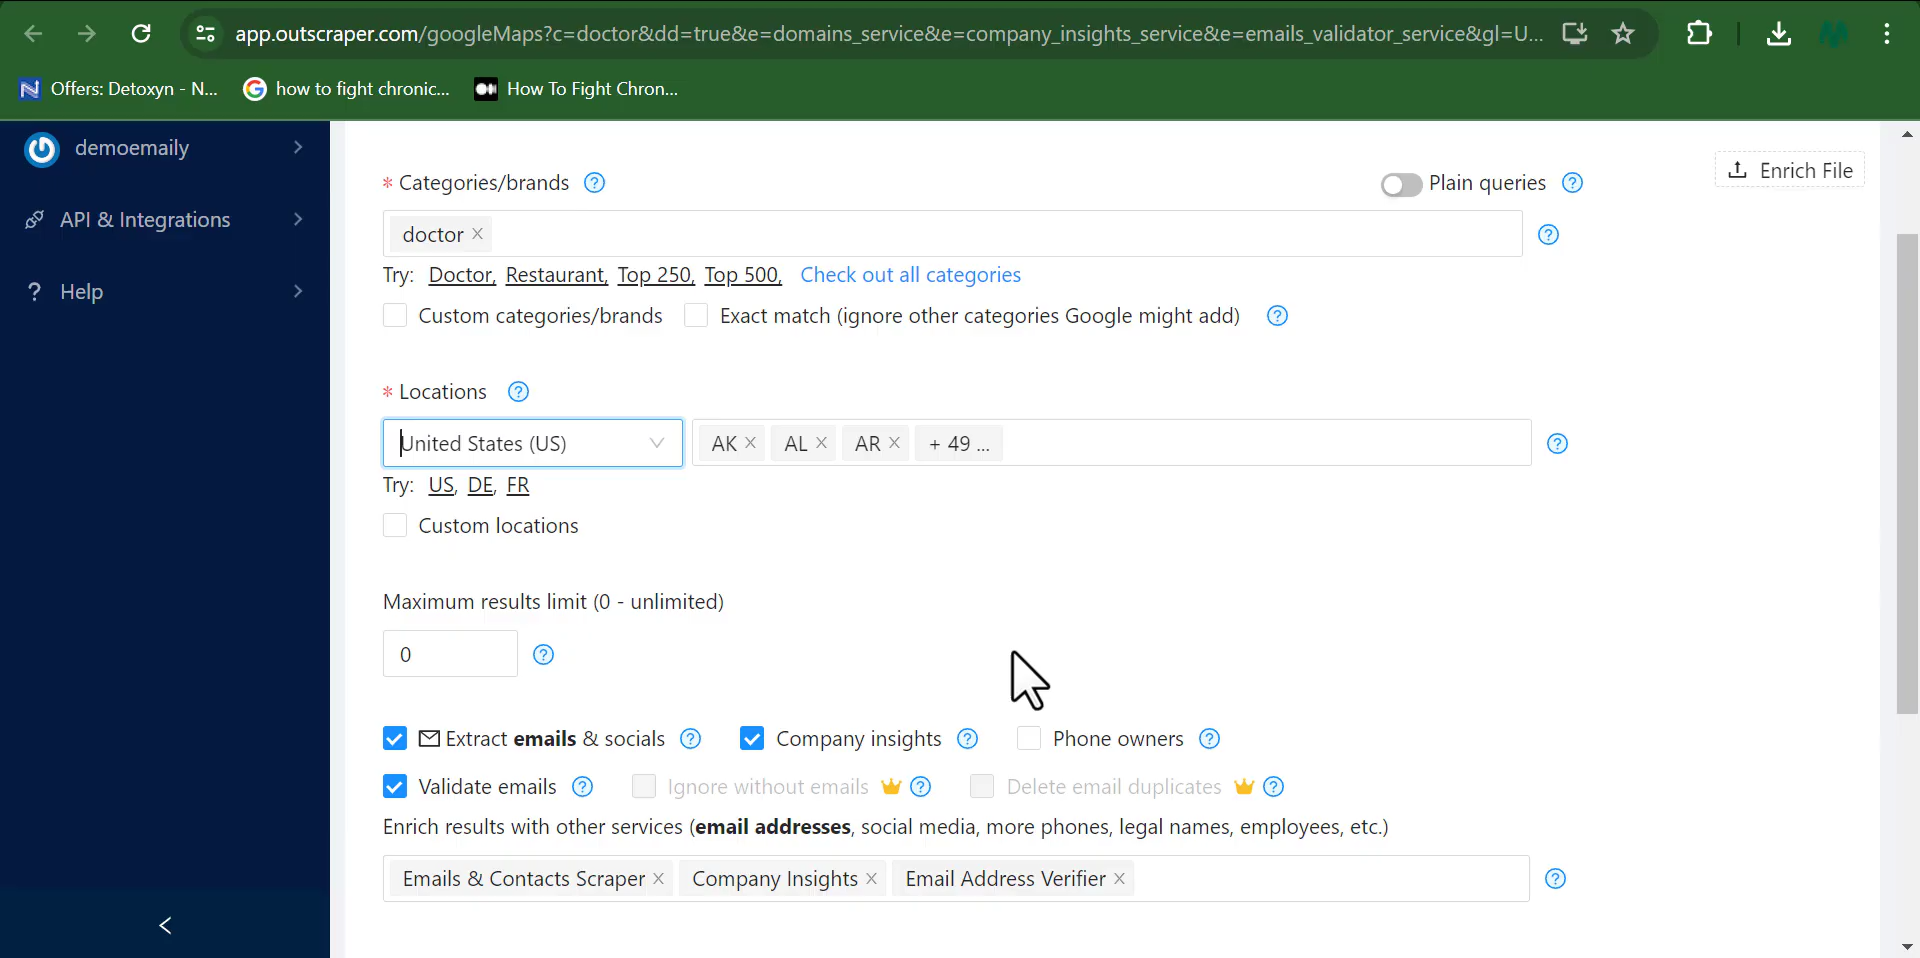 app.outscraper.com/googleMaps?c=doctor&dd=true&e=domains_service&e=company_insights_service&e=emails_validator_service&gl=U...
Offers: Detoxyn - N... how to fight chronic... How To Fight Chron...
demoemaily
API & Integrations
? Help
* Categories/brands ? Plain queries ? Enrich File
doctor × ?
Try: Doctor, Restaurant, Top 250, Top 500, Check out all categories
Custom categories/brands Exact match (ignore other categories Google might add) ?
* Locations ?
United States (US) AK × AL × AR × + 49 ... ?
Try: US, DE, FR
Custom locations
Maximum results limit (0 - unlimited)
0 ?
Extract emails & socials ? Company insights ? Phone owners ?
Validate emails ? Ignore without emails ? Delete email duplicates ?
Enrich results with other services (email addresses, social media, more phones, legal names, employees, etc.)
Emails & Contacts Scraper × Company Insights × Email Address Verifier × ?